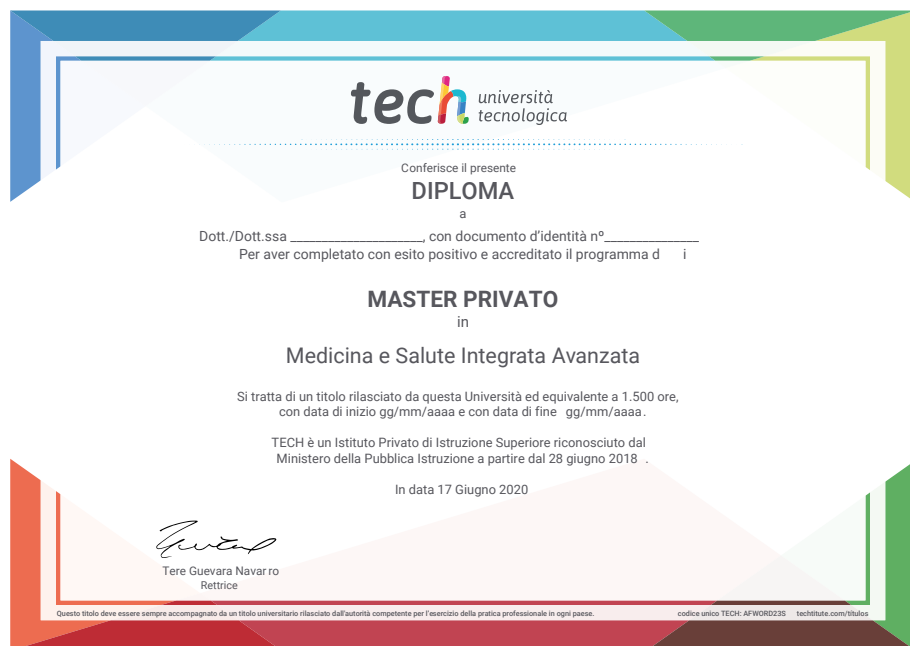 tech università
tecnologica
Conferisce il presente
DIPLOMA
a
Dott./Dott.ssa ____________________, con documento d'identità nº______________
Per aver completato con esito positivo e accreditato il programma d i
MASTER PRIVATO
in
Medicina e Salute Integrata Avanzata
Si tratta di un titolo rilasciato da questa Università ed equivalente a 1.500 ore,
con data di inizio gg/mm/aaaa e con data di fine gg/mm/aaaa.
TECH è un Istituto Privato di Istruzione Superiore riconosciuto dal
Ministero della Pubblica Istruzione a partire dal 28 giugno 2018 .
In data 17 Giugno 2020
Tere Guevara Navarro
Rettrice
Questo titolo deve essere sempre accompagnato da un titolo universitario rilasciato dall'autorità competente per l'esercizio della pratica professionale in ogni paese. codice unico TECH: AFWORD23S techtitute.com/títulos